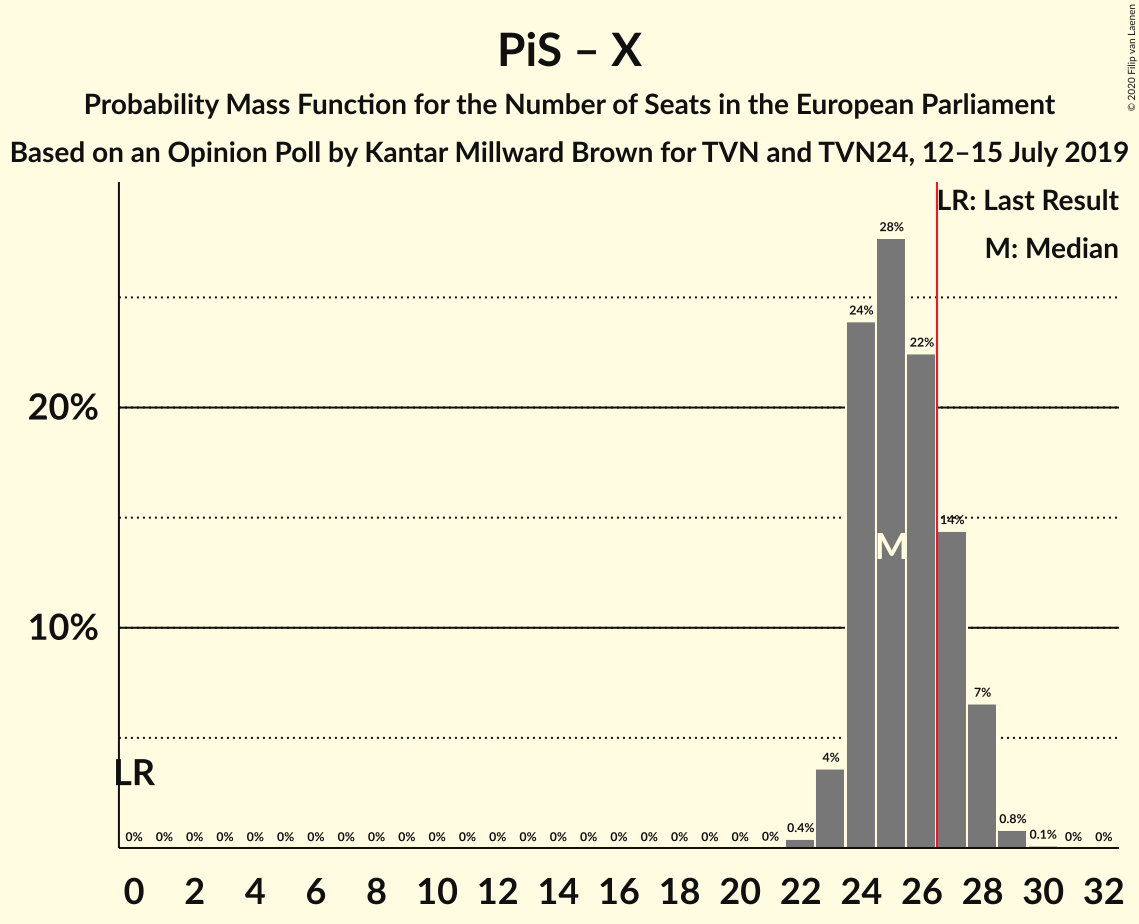 PiS – X
Probability Mass Function for the Number of Seats in the European Parliament
Based on an Opinion Poll by Kantar Millward Brown for TVN and TVN24, 12–15 July 2019
© 2020 Filip van Laenen
LR: Last Result
M: Median
28%
24%
22%
20%
14%
M
10%
7%
4%
LR
0% 0% 0% 0% 0% 0% 0% 0% 0% 0% 0% 0% 0% 0% 0% 0% 0% 0% 0% 0% 0% 0% 0.4% 0.8% 0.1% 0% 0%
0 2 4 6 8 10 12 14 16 18 20 22 24 26 28 30 32